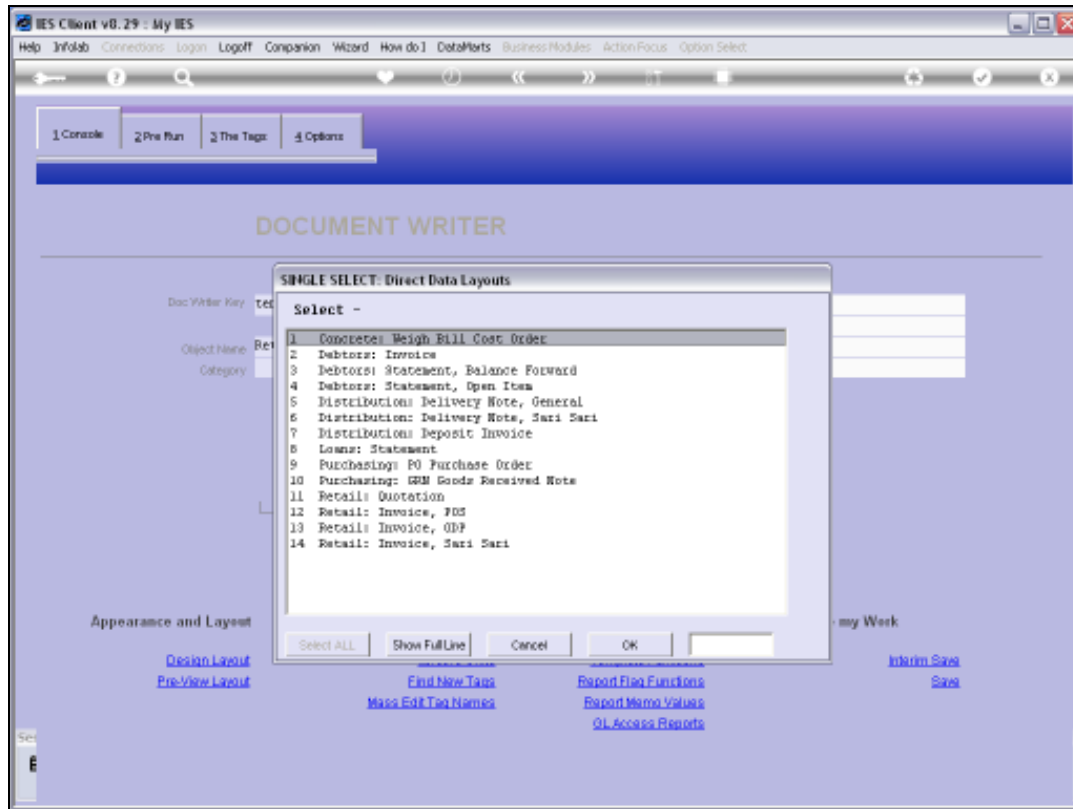 IES Client v8.29 : My IES
Help Infolab Connections Logon Logoff Companion Wizard How do I DataMarts Business Modules Action Focus Option Select
1 Console 2 Pre Run 3 The Tags 4 Options
DOCUMENT WRITER
SINGLE SELECT: Direct Data Layouts
Doc Writer Key
Select -
Object Name
Category
1 Concrete: Weigh Bill Cost Order
2 Debtors: Invoice
3 Debtors: Statement, Balance Forward
4 Debtors: Statement, Open Item
5 Distribution: Delivery Note, General
6 Distribution: Delivery Note, Sari Sari
7 Distribution: Deposit Invoice
8 Loans: Statement
9 Purchasing: PO Purchase Order
10 Purchasing: GRN Goods Received Note
11 Retail: Quotation
12 Retail: Invoice, POS
13 Retail: Invoice, ODP
14 Retail: Invoice, Sari Sari
Appearance and Layout
my Work
Select ALL Show Full Line Cancel OK
Design Layout
Interim Save
Pre-View Layout Find New Tags Report Flag Functions Save
Mass Edit Tag Names Report Memo Values
GL Access Reports